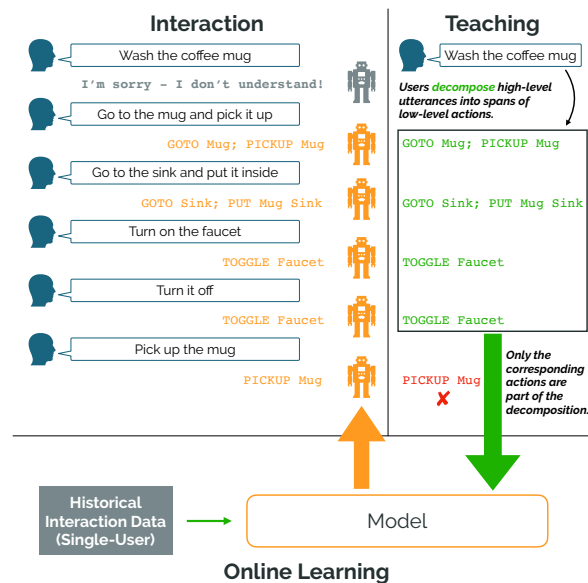 Interaction
Wash the coffee mug
I'm sorry – I don't understand!
Go to the mug and pick it up
GOTO Mug; PICKUP Mug
Go to the sink and put it inside
GOTO Sink; PUT Mug Sink
Turn on the faucet
TOGGLE Faucet
Turn it off
TOGGLE Faucet
Pick up the mug
PICKUP Mug
Teaching
Wash the coffee mug
Users decompose high-level
utterances into spans of
low-level actions.
GOTO Mug; PICKUP Mug
GOTO Sink; PUT Mug Sink
TOGGLE Faucet
TOGGLE Faucet
PICKUP Mug
Only the
corresponding
actions are
part of the
decomposition.
Historical
Interaction Data
(Single-User)
Model
Online Learning